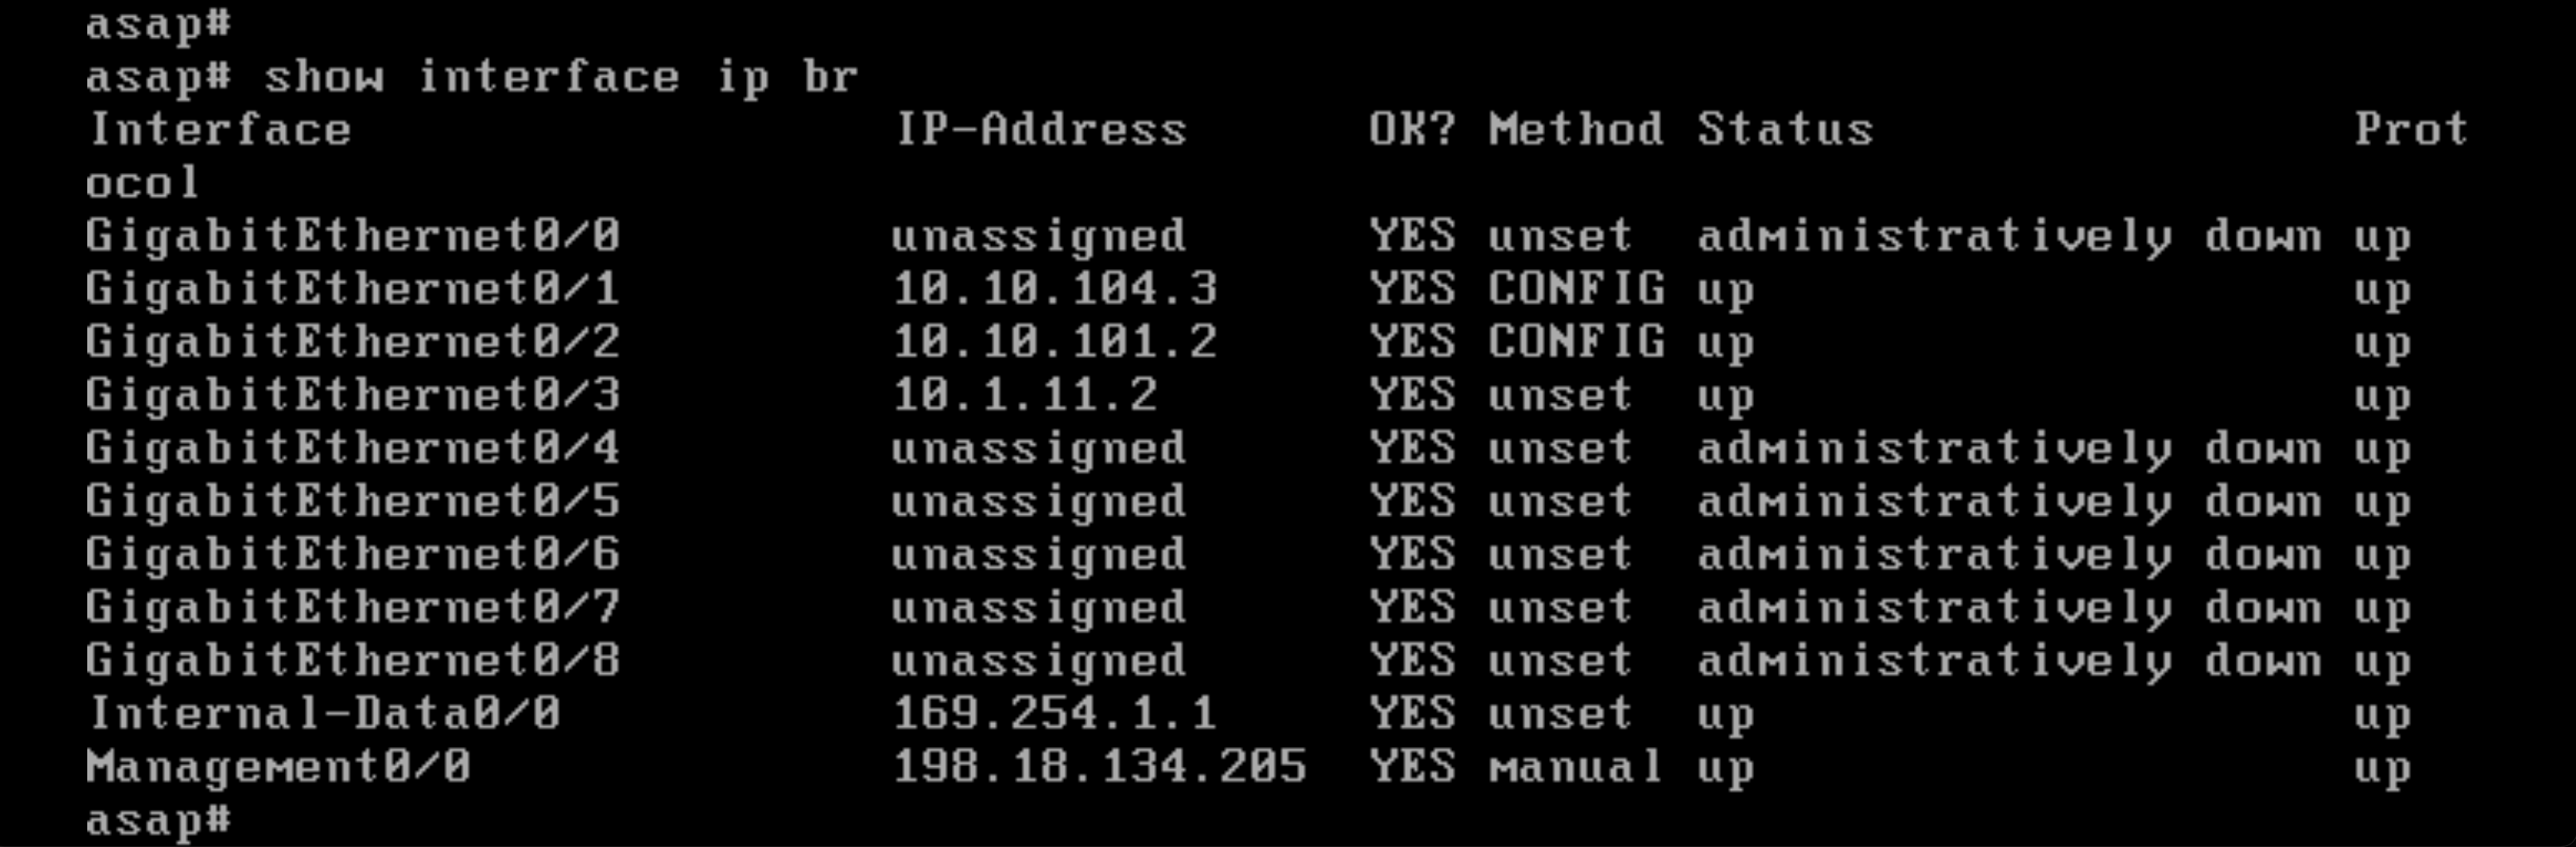 asap#
asap# show interface ip br
Interface                  IP-Address      OK? Method Status                Prot
ocol
GigabitEthernet0/0         unassigned      YES unset  administratively down up
GigabitEthernet0/1         10.10.104.3     YES CONFIG up                    up
GigabitEthernet0/2         10.10.101.2     YES CONFIG up                    up
GigabitEthernet0/3         10.1.11.2       YES unset  up                    up
GigabitEthernet0/4         unassigned      YES unset  administratively down up
GigabitEthernet0/5         unassigned      YES unset  administratively down up
GigabitEthernet0/6         unassigned      YES unset  administratively down up
GigabitEthernet0/7         unassigned      YES unset  administratively down up
GigabitEthernet0/8         unassigned      YES unset  administratively down up
Internal-Data0/0           169.254.1.1     YES unset  up                    up
Management0/0              198.18.134.205  YES manual up                    up
asap#